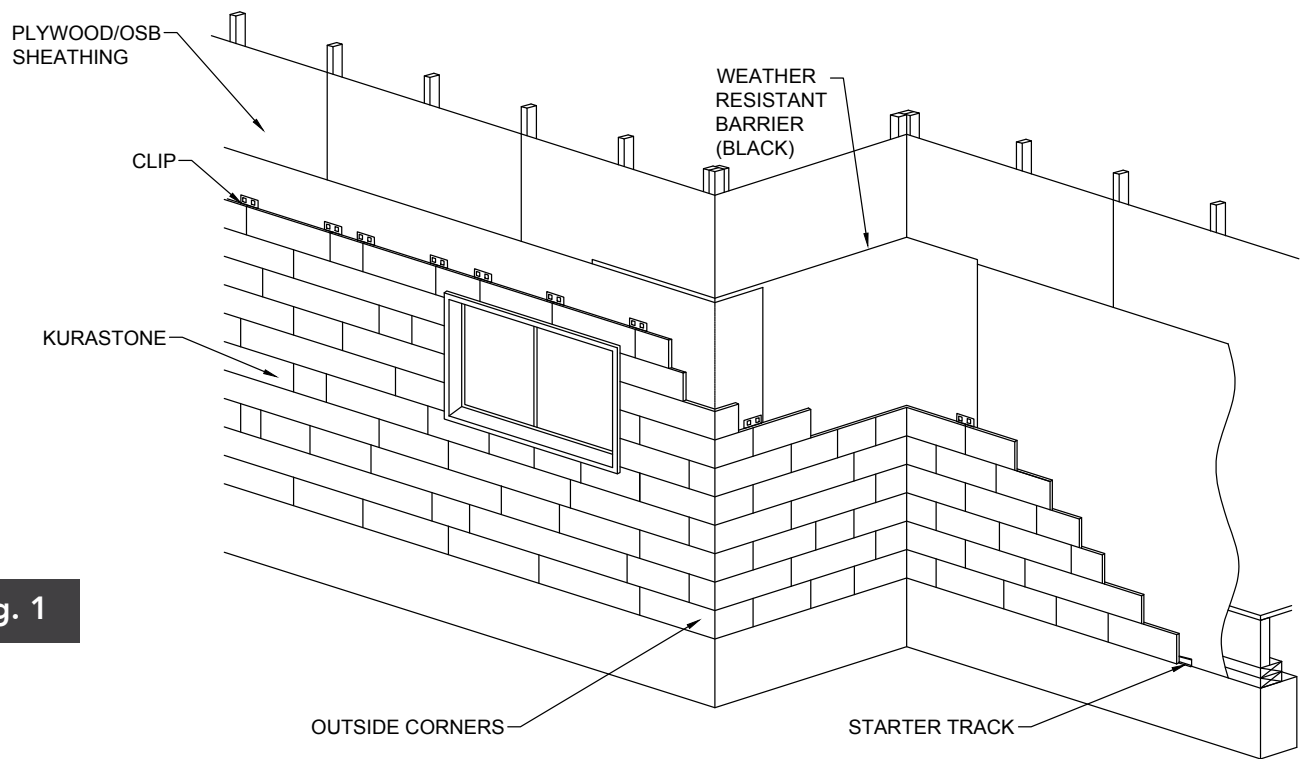 PLYWOOD/OSB
SHEATHING
WEATHER
RESISTANT
BARRIER
(BLACK)
CLIP
KURASTONE
g. 1
OUTSIDE CORNERS
STARTER TRACK